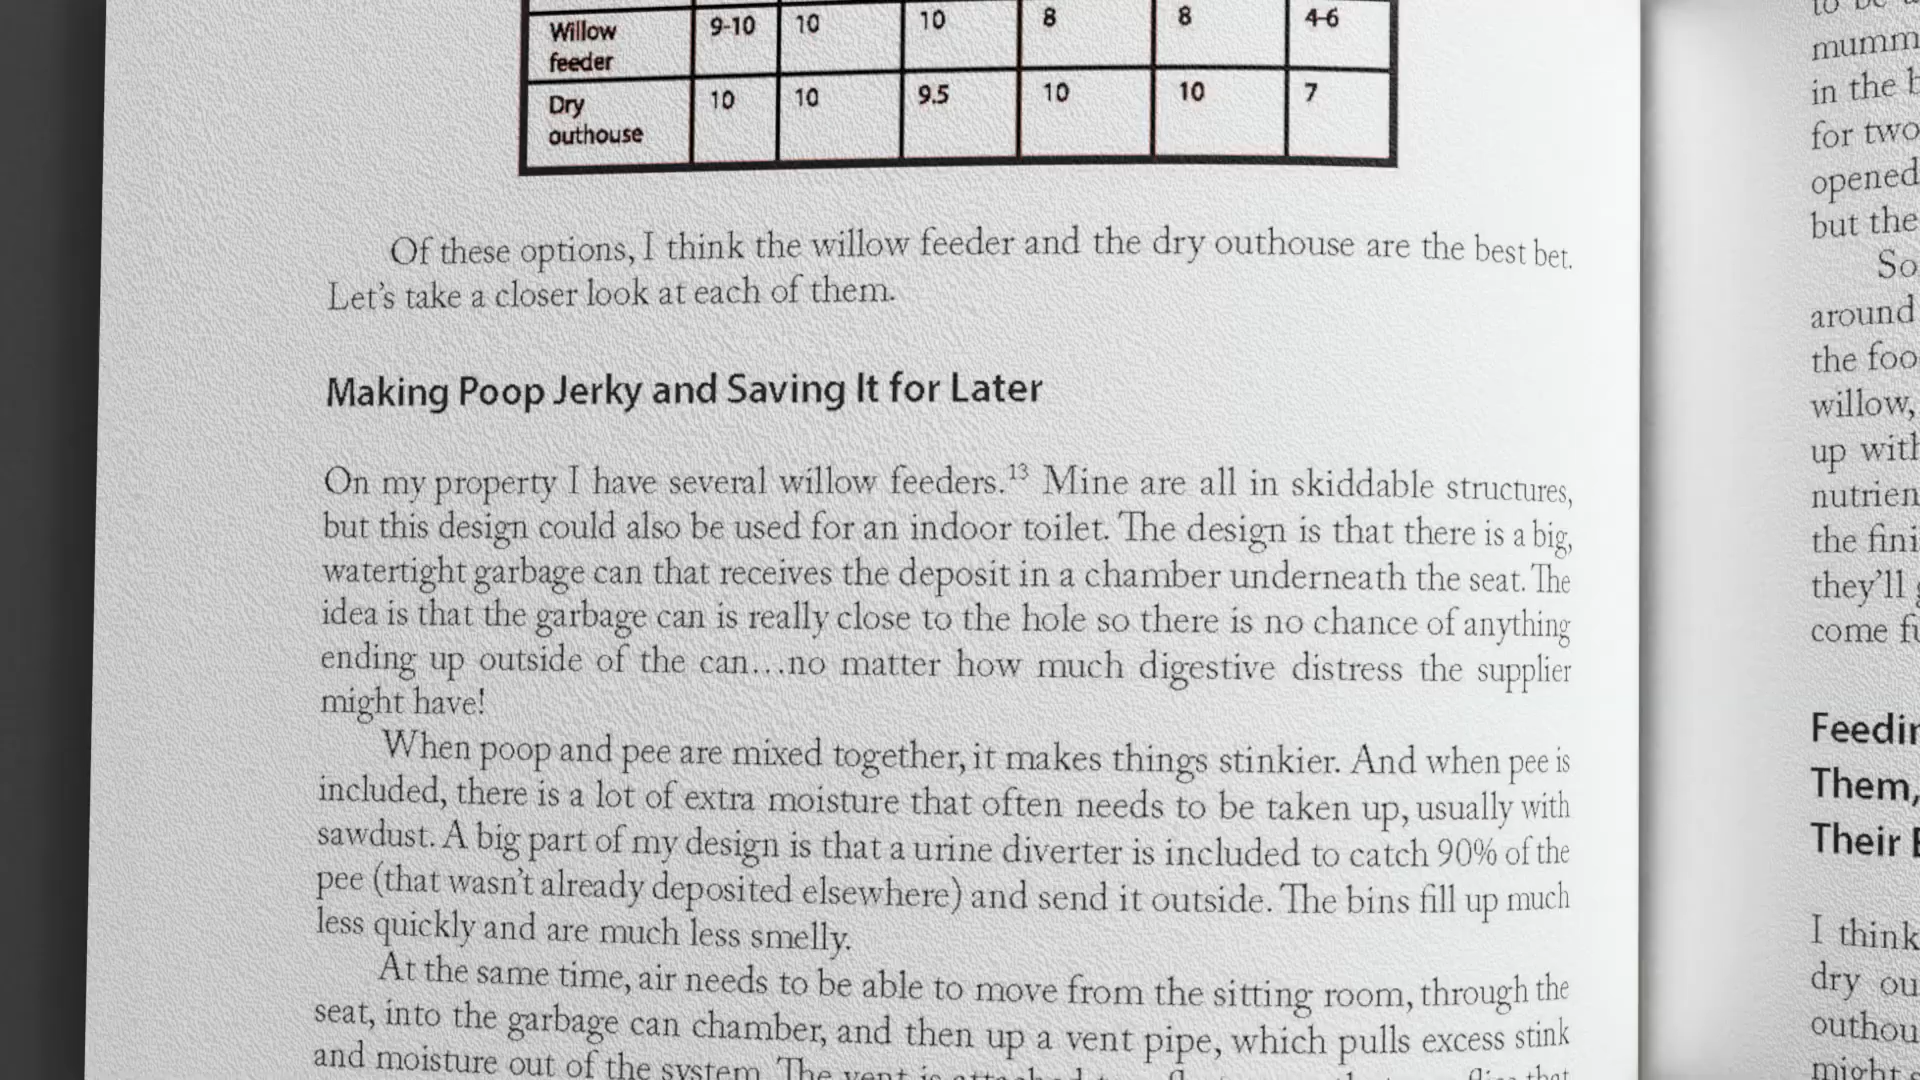 Willow feeder 9-10 10 10 8 8 4-6
Dry outhouse 10 10 9.5 10 10 7
Of these options, I think the willow feeder and the dry outhouse are the best bet.
Let's take a closer look at each of them.
Making Poop Jerky and Saving It for Later
On my property I have several willow feeders.13 Mine are all in skiddable structures,
but this design could also be used for an indoor toilet. The design is that there is a big,
watertight garbage can that receives the deposit in a chamber underneath the seat. The
idea is that the garbage can is really close to the hole so there is no chance of anything
ending up outside of the can…no matter how much digestive distress the supplier
might have!
When poop and pee are mixed together, it makes things stinkier. And when pee is
included, there is a lot of extra moisture that often needs to be taken up, usually with
sawdust. A big part of my design is that a urine diverter is included to catch 90% of the
pee (that wasn't already deposited elsewhere) and send it outside. The bins fill up much
less quickly and are much less smelly.
At the same time, air needs to be able to move from the sitting room, through the
seat, into the garbage can chamber, and then up a vent pipe, which pulls excess stink
and moisture out of the system. The vent is
mumm
in the b
for two
opened
but the
So
around
the foo
willow,
up with
nutrien
the fini
they'll
come fu
Feedin
Them,
Their
I think
dry ou
outhou
might